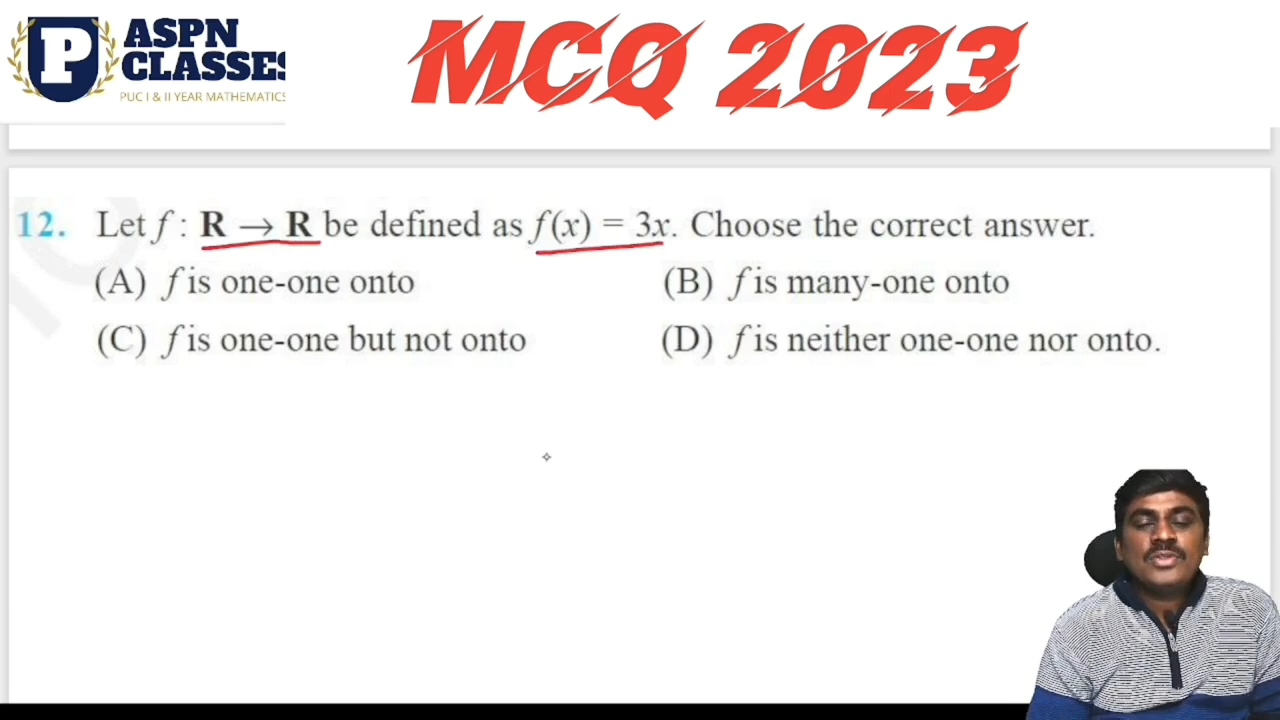 ASPN
CLASSES
PUC I & II YEAR MATHEMATICS
MCQ 2023
12. Let f : R → R be defined as f(x) = 3x. Choose the correct answer.
(A) f is one-one onto (B) f is many-one onto
(C) f is one-one but not onto (D) f is neither one-one nor onto.